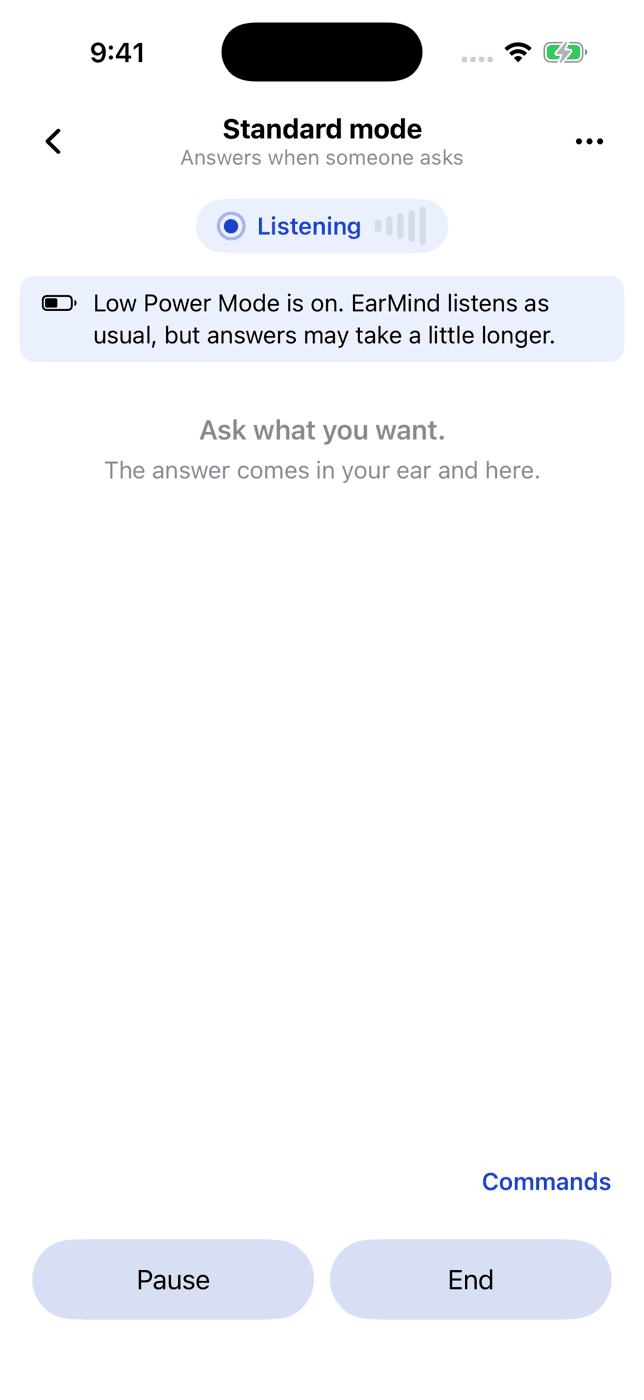 9:41
Standard mode
Answers when someone asks
Listening
Low Power Mode is on. EarMind listens as
usual, but answers may take a little longer.
Ask what you want.
The answer comes in your ear and here.
Commands
Pause
End